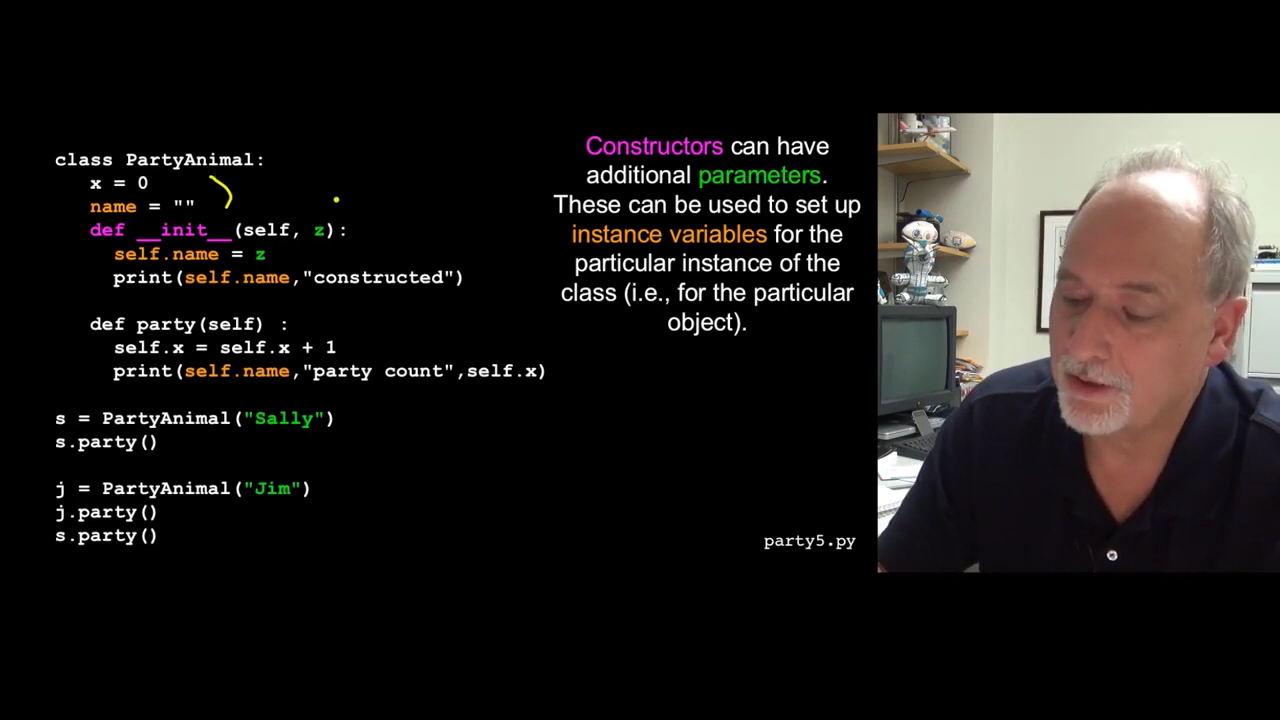 class PartyAnimal:
   x = 0
   name = ""
   def __init__(self, z):
     self.name = z
     print(self.name,"constructed")
   def party(self) :
     self.x = self.x + 1
     print(self.name,"party count",self.x)
s = PartyAnimal("Sally")
s.party()
j = PartyAnimal("Jim")
j.party()
s.party()
Constructors can have
additional parameters.
These can be used to set up
instance variables for the
particular instance of the
class (i.e., for the particular
object).
party5.py